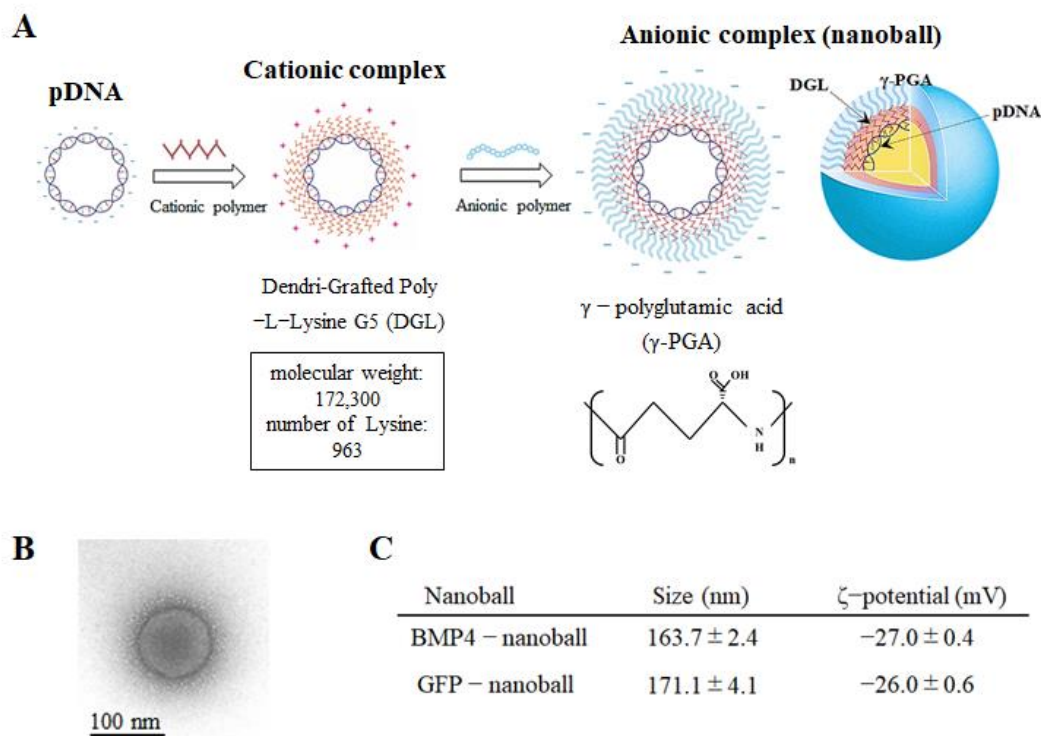 A
Anionic complex (nanoball)
Cationic complex
pDNA
γ-PGA
DGL
pDNA
Cationic polymer
Anionic polymer
Dendri-Grafted Poly
−L−Lysine G5 (DGL)
γ − polyglutamic acid
(γ-PGA)
molecular weight:
172,300
number of Lysine:
963
O
OH
O
N
H
n
B
100 nm
C
Nanoball Size (nm) ζ−potential (mV)
BMP4 − nanoball 163.7 ± 2.4 −27.0 ± 0.4
GFP − nanoball 171.1 ± 4.1 −26.0 ± 0.6